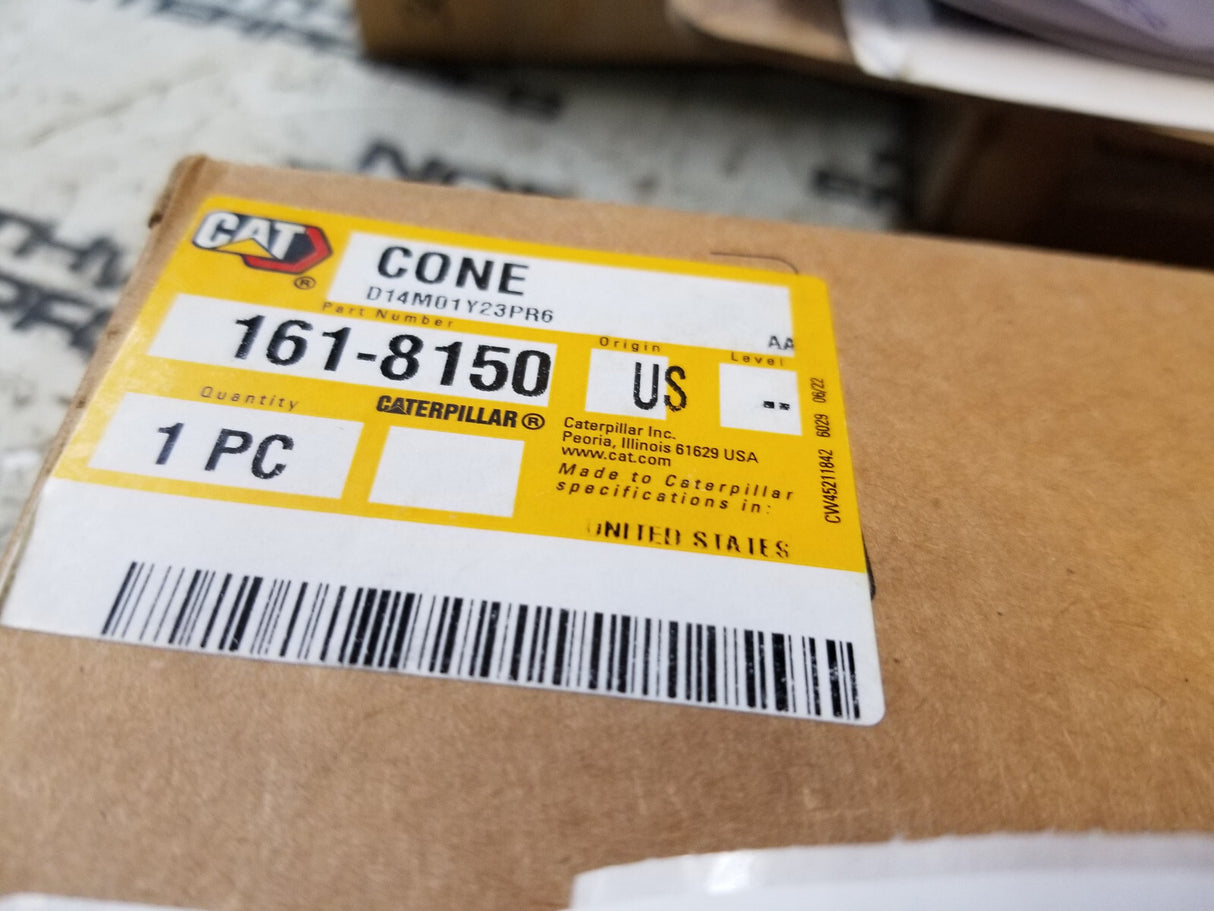 CAT®
CONE
D14M01Y23PR6
AA
Part Number
161-8150
Origin
US
Level
--
Quantity
1 PC
CATERPILLAR®
Caterpillar Inc.
Peoria, Illinois 61629 USA
www.cat.com
Made to Caterpillar
specifications in:
UNITED STATES
CW45211842 6029 06/22